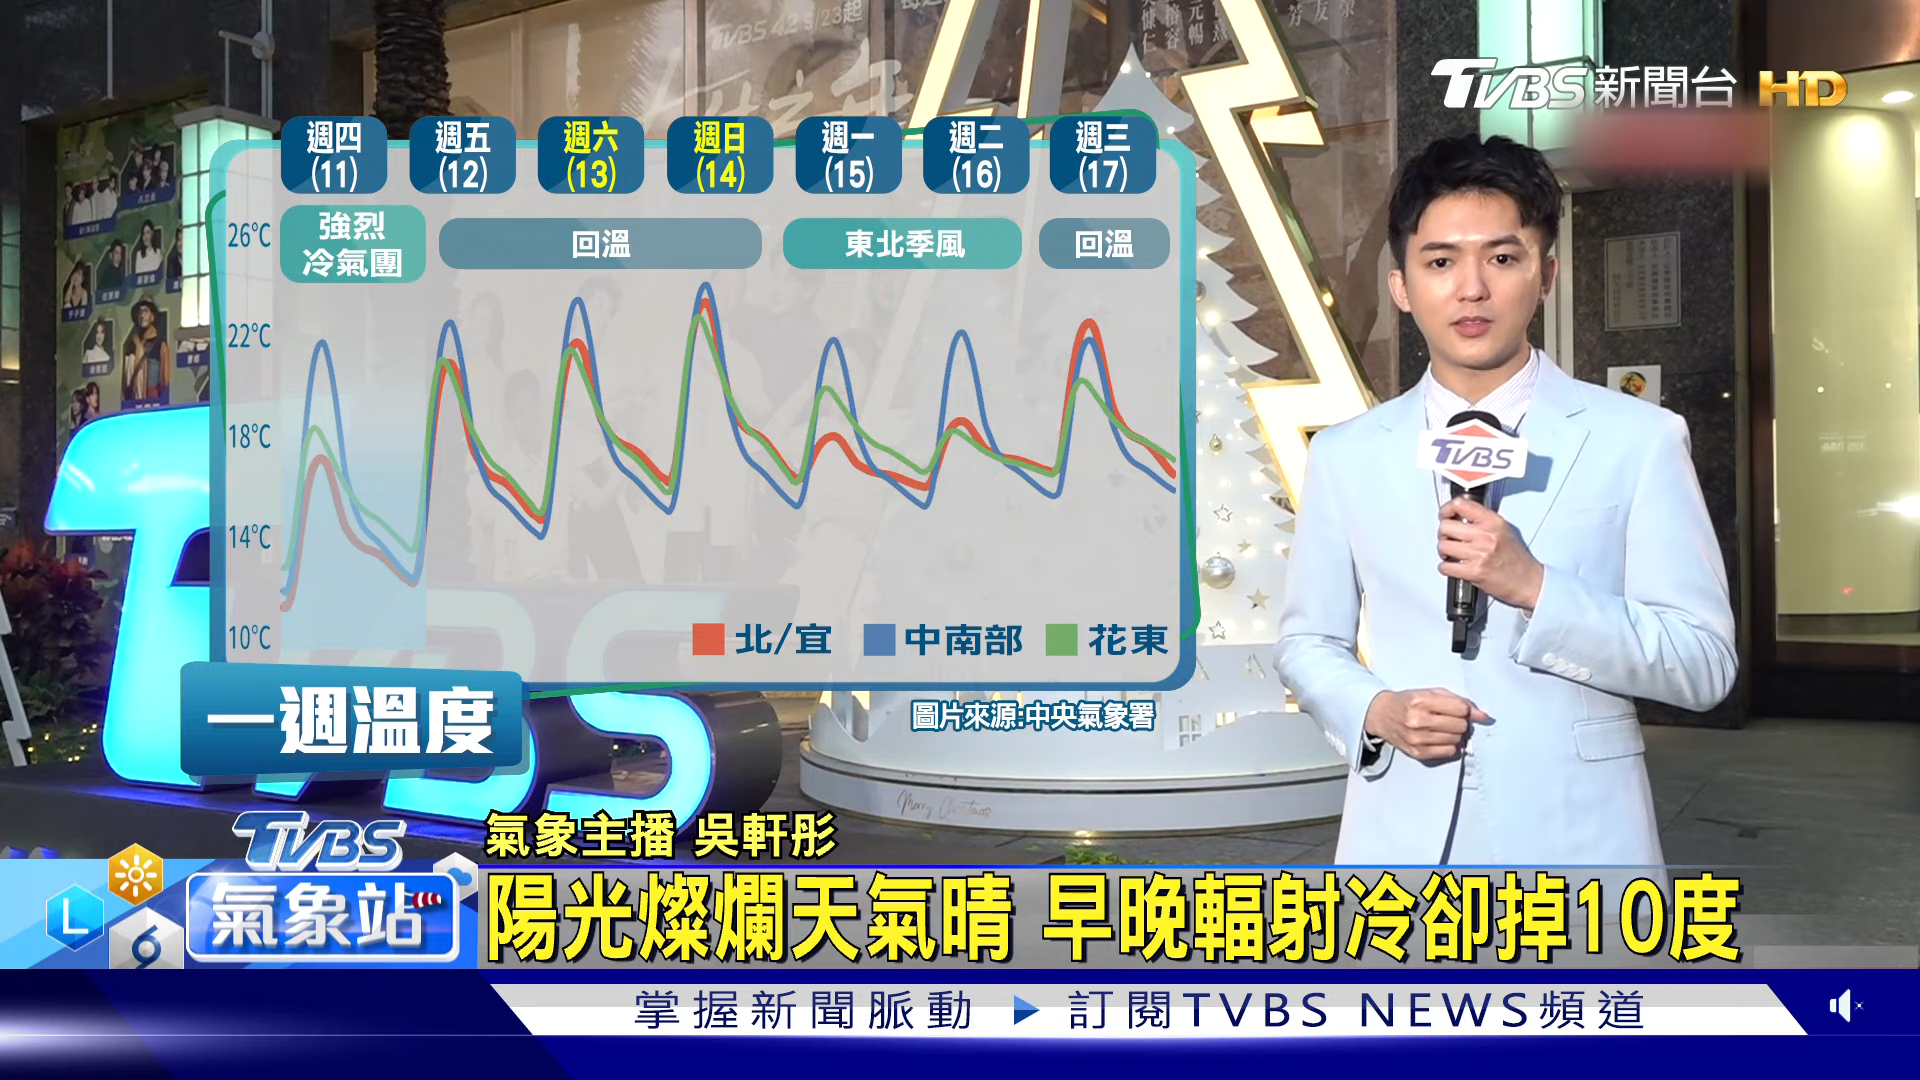 TVBS新聞台 HD
週四 週五 週六 週日 週一 週二 週三
(11) (12) (13) (14) (15) (16) (17)
強烈
冷氣團
回溫
東北季風
回溫
26°C
22°C
18°C
14°C
10°C
北/宜 中南部 花東
一週溫度
圖片來源:中央氣象署
TVBS
TVBS
Merry Christmas
氣象主播 吳軒彤
TVBS
氣象站
L
6
陽光燦爛天氣晴 早晚輻射冷卻掉10度
掌握新聞脈動 ▶ 訂閱TVBS NEWS頻道